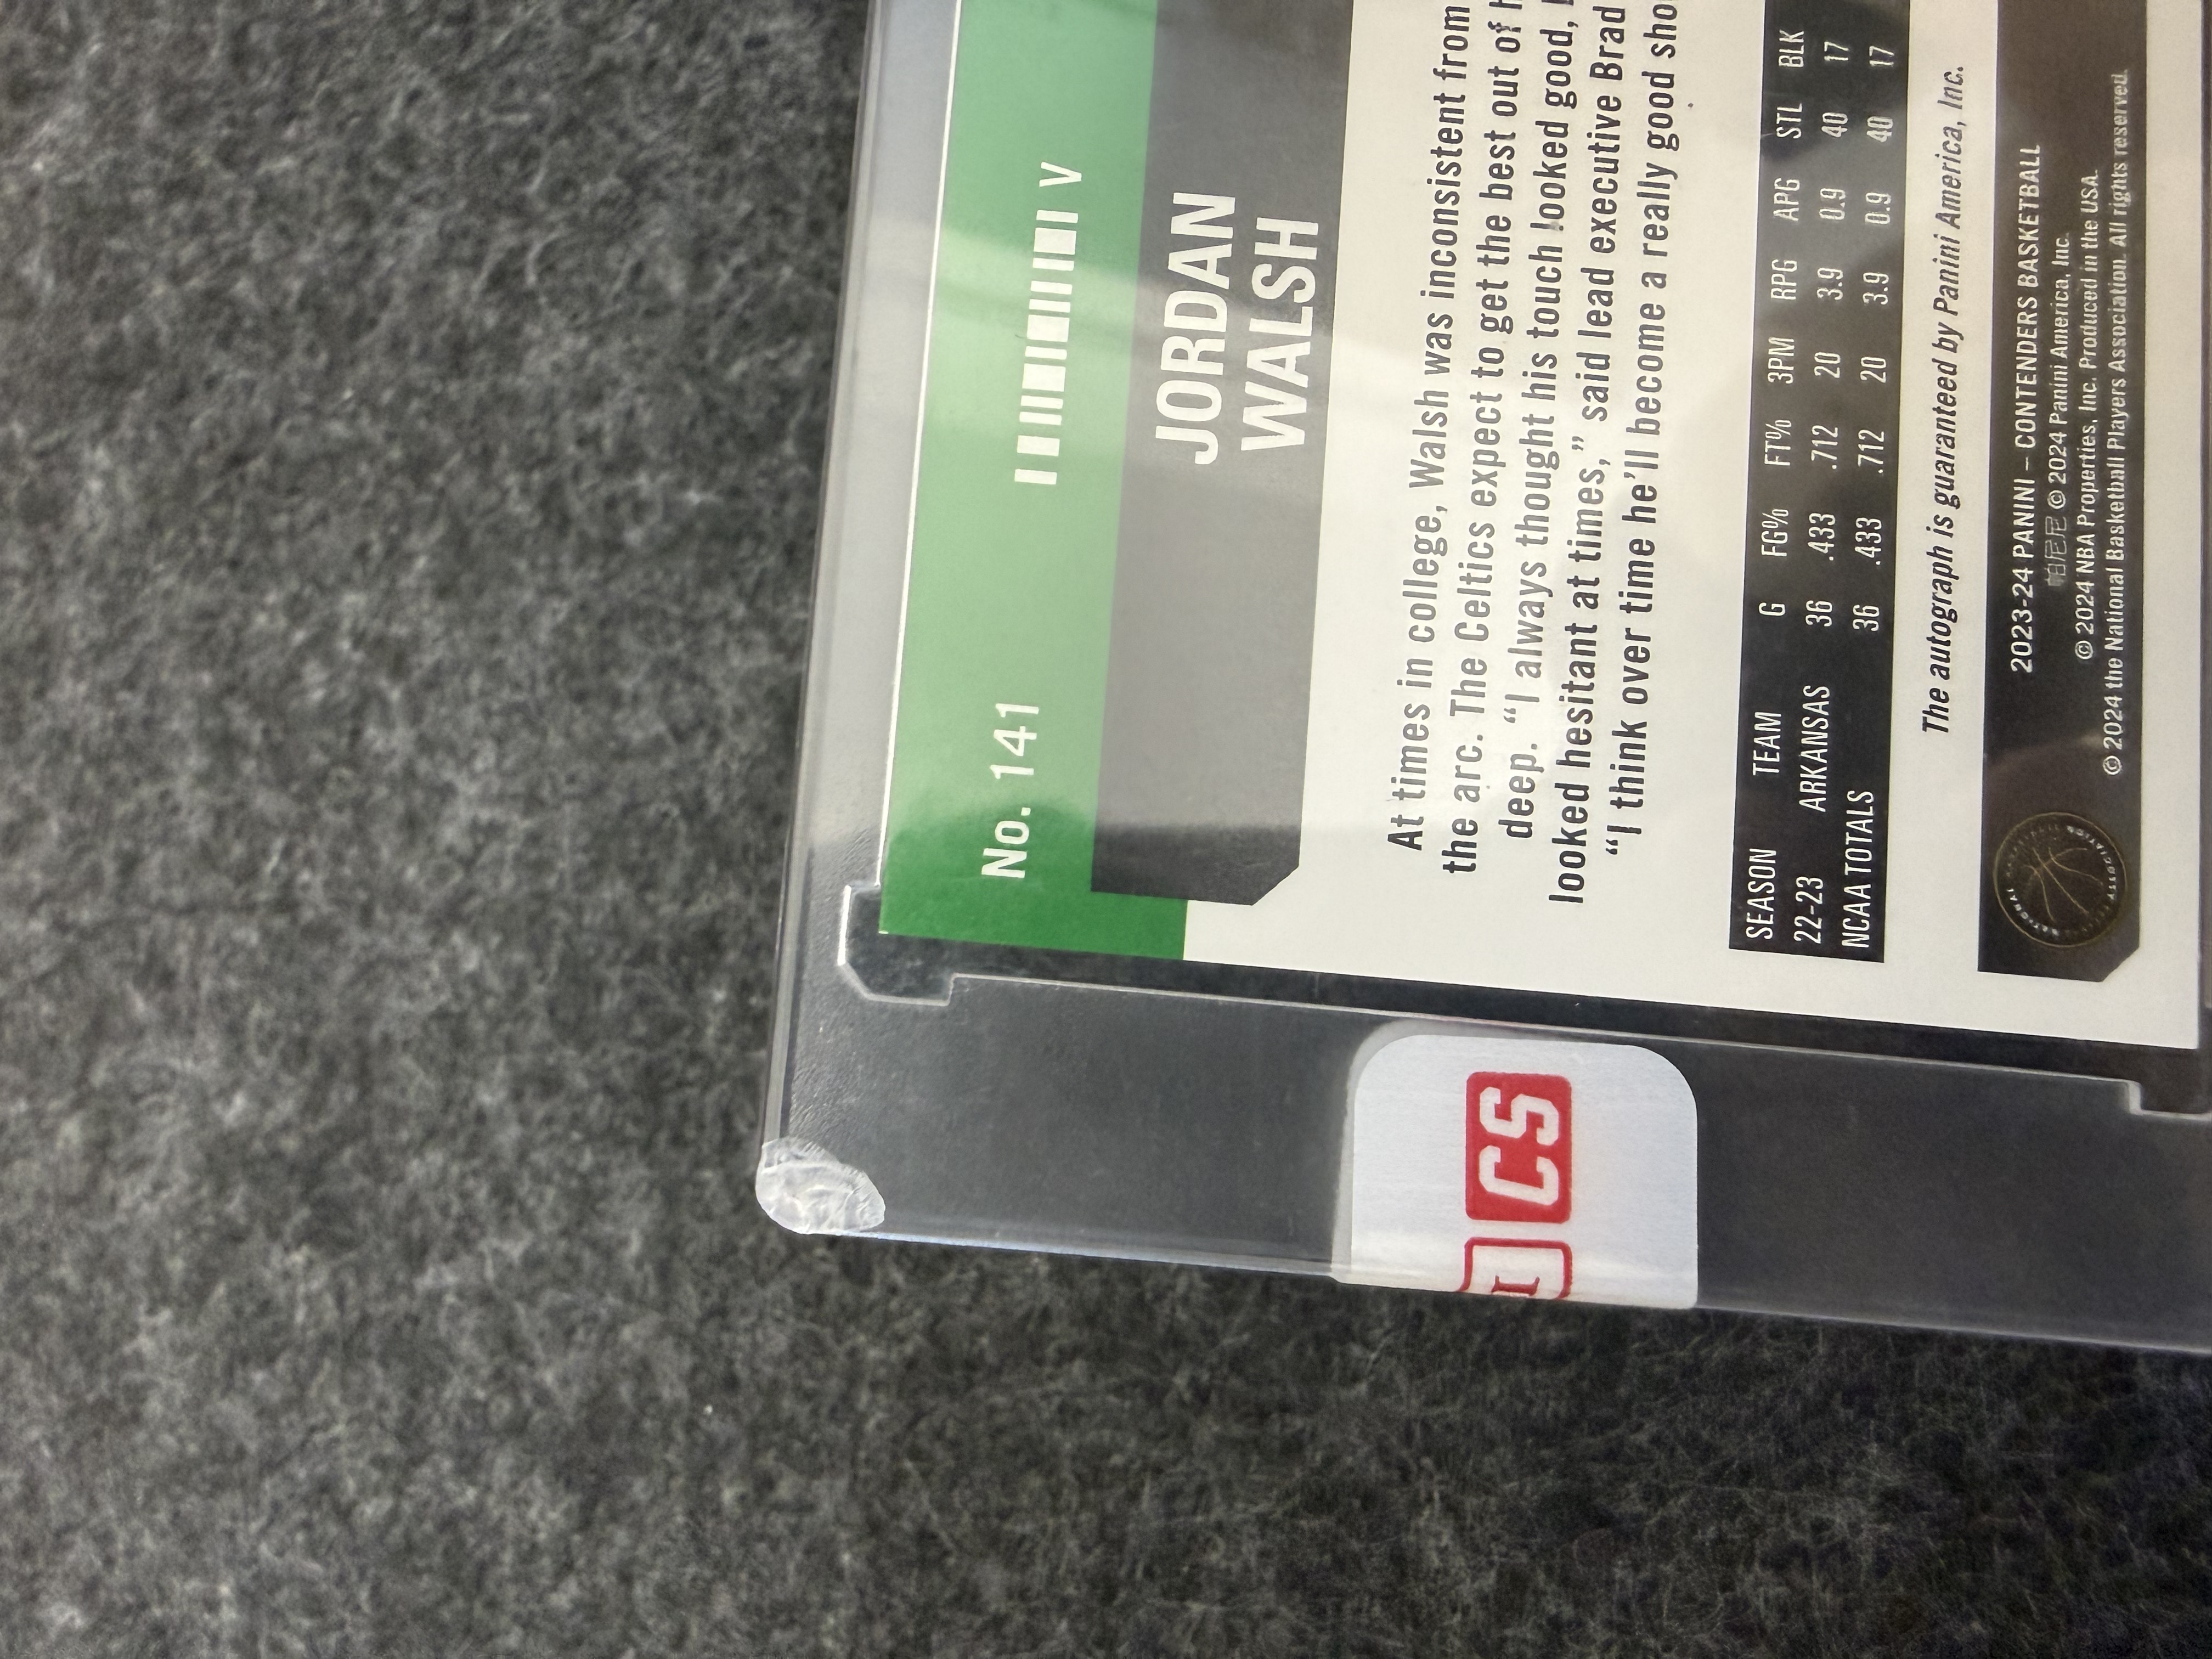 No. 141
V
JORDAN
WALSH
At times in college, Walsh was inconsistent from
the arc. The Celtics expect to get the best out of
deep. “I always thought his touch looked good,
looked hesitant at times,” said lead executive Brad
“I think over time he’ll become a really good
SEASON TEAM G FG% FT% 3PM RPG APG STL BLK
22-23 ARKANSAS 36 .433 .712 20 3.9 0.9 40 17
NCAA TOTALS 36 .433 .712 20 3.9 0.9 40 17
The autograph is guaranteed by Panini America, Inc.
2023-24 PANINI – CONTENDERS BASKETBALL
帕尼尼 © 2024 Panini America, Inc.
© 2024 NBA Properties, Inc. Produced in the USA.
© 2024 the National Basketball Players Association. All rights reserved.
CS